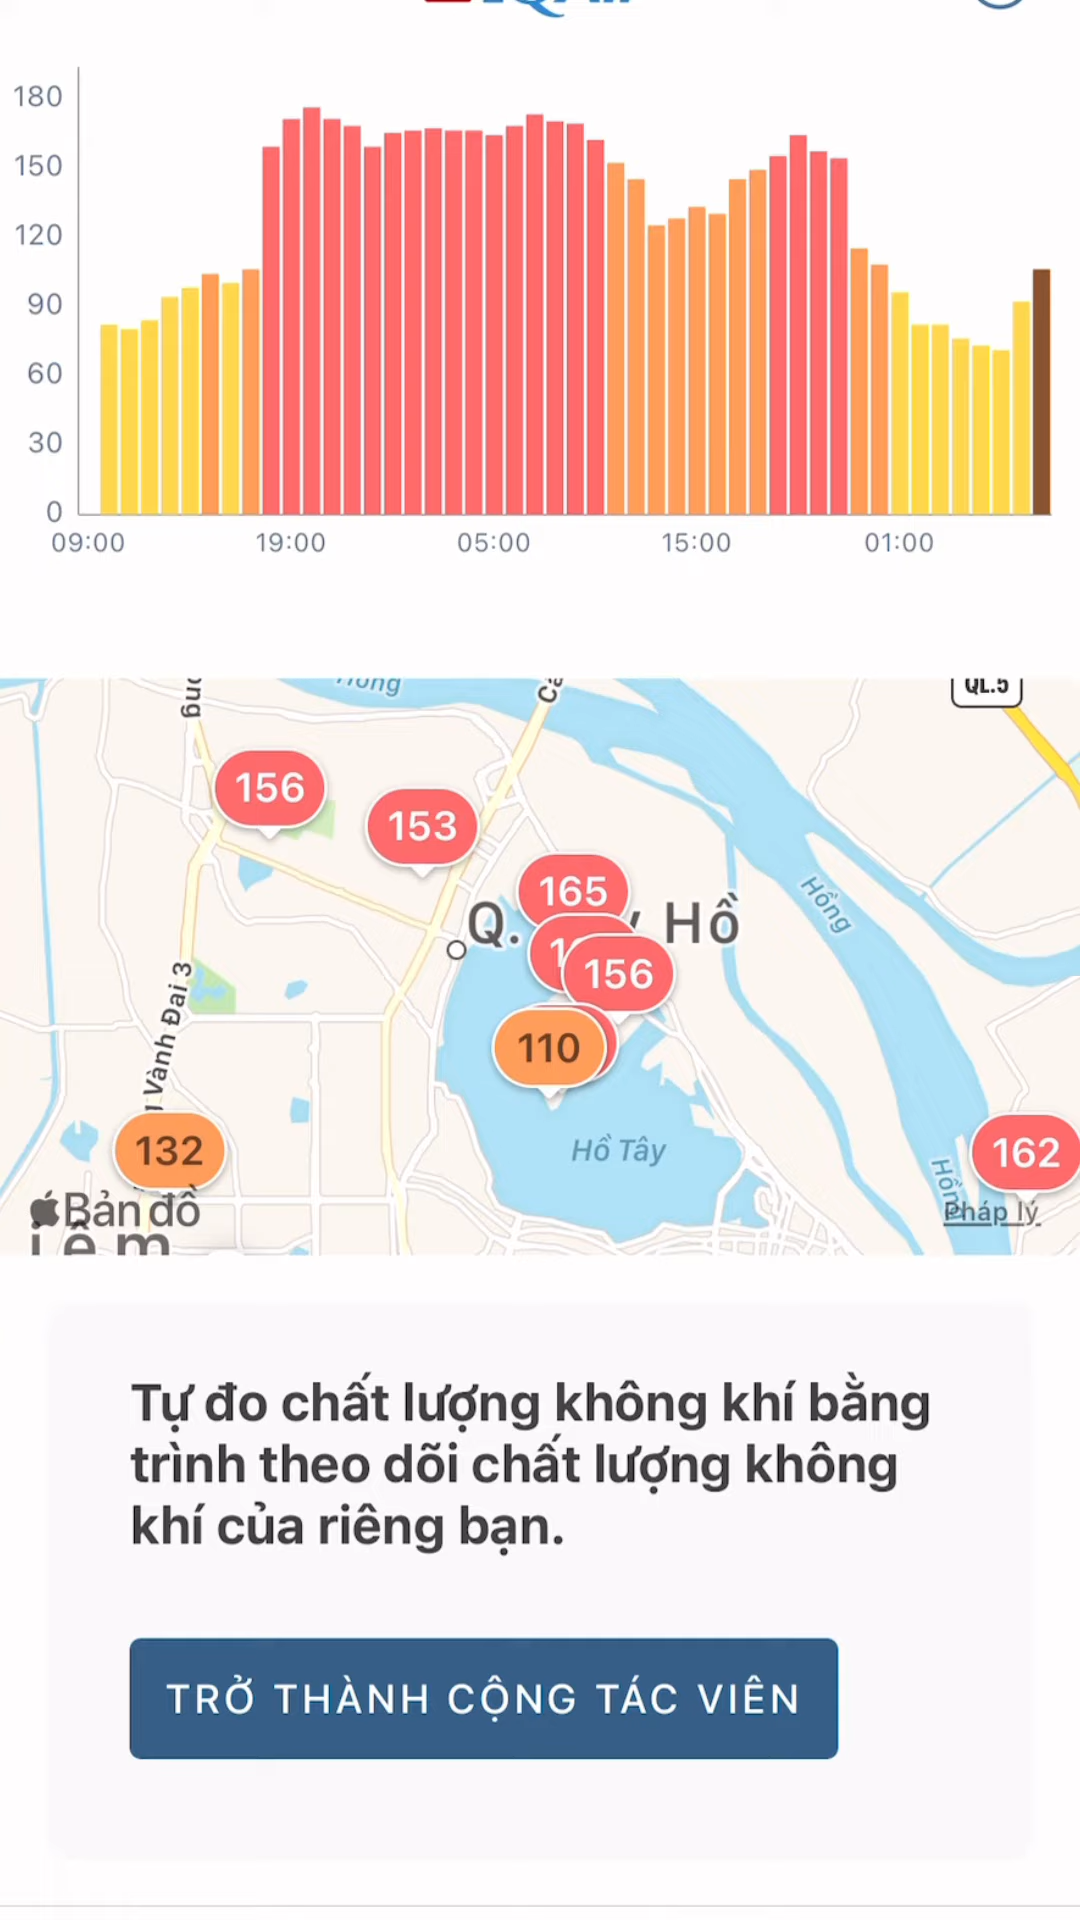 180
150
120
90
60
30
0
09:00 19:00 05:00 15:00 01:00
Hồng
QL.5
156
153
165
Q. Hồ
156
110
Hồng
Vành Đai 3
132
Hồ Tây
162
Hồng
Bản đồ
Pháp lý
Tự đo chất lượng không khí bằng
trình theo dõi chất lượng không
khí của riêng bạn.
TRỞ THÀNH CỘNG TÁC VIÊN